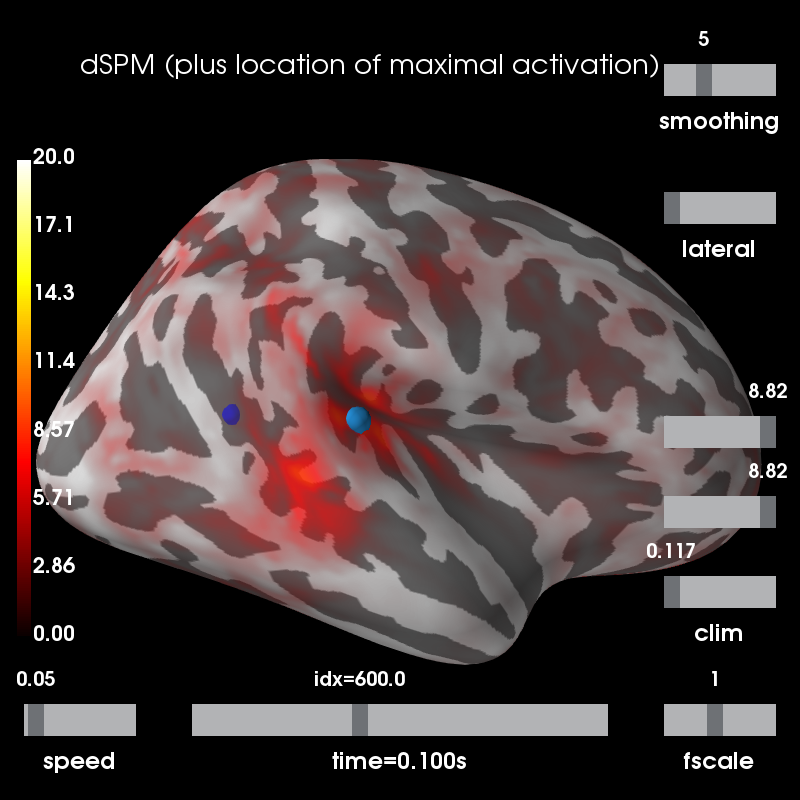 5
dSPM (plus location of maximal activation)
smoothing
20.0
17.1
14.3
11.4
8.57
5.71
2.86
0.00
lateral
8.82
8.82
0.117
clim
0.05
idx=600.0
1
speed
time=0.100s
fscale